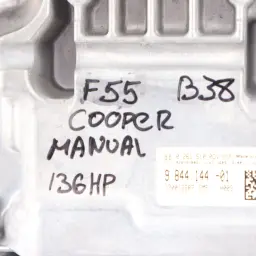 F55 B38
COOPER
MANUAL
136HP
9 844 144 -01